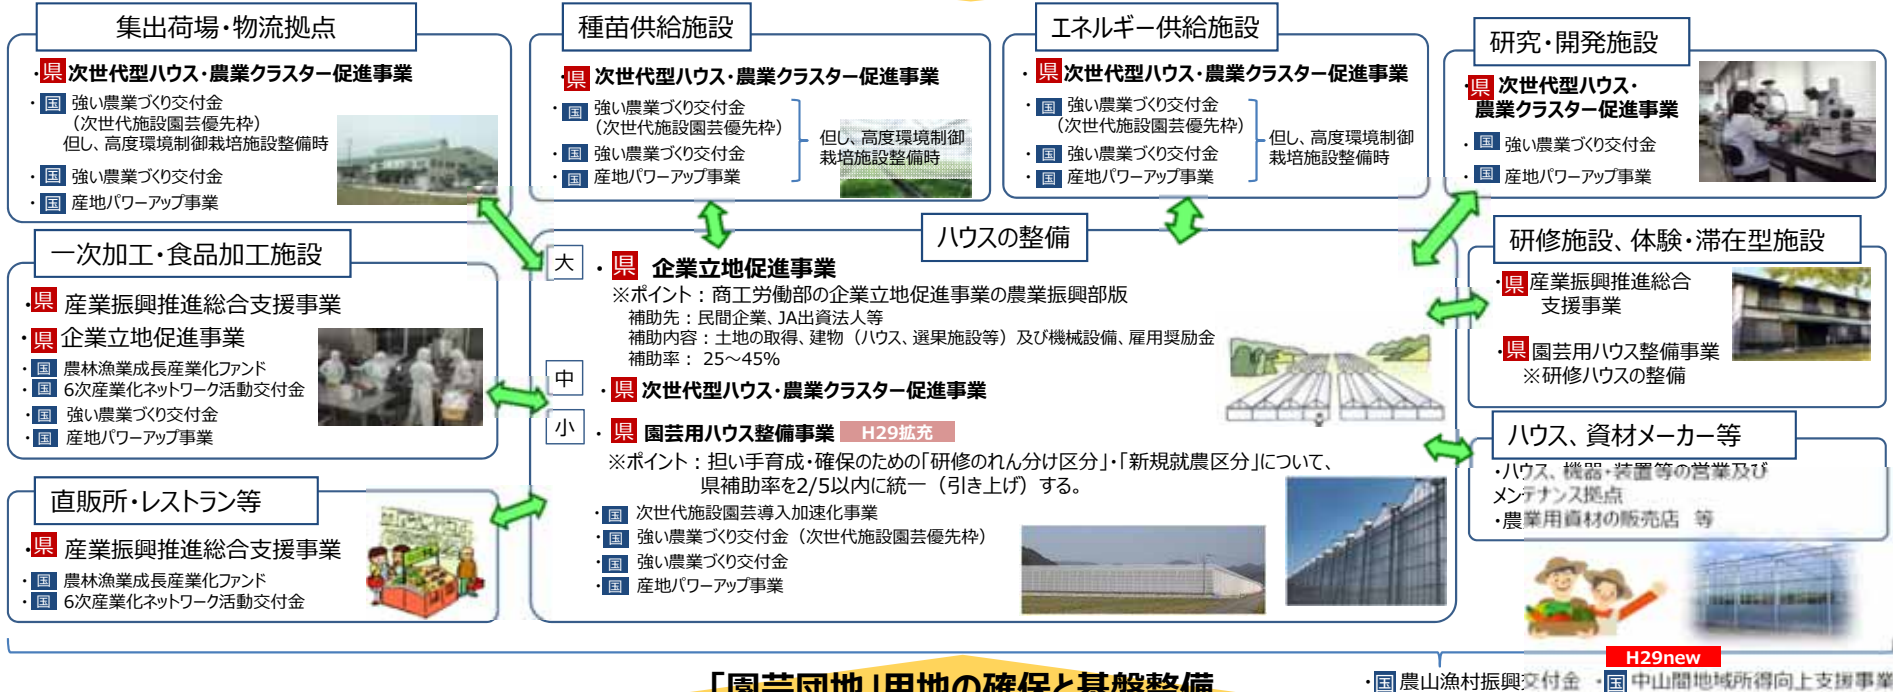 集出荷場・物流拠点
・県 次世代型ハウス・農業クラスター促進事業
・国 強い農業づくり交付金
（次世代施設園芸優先枠）
但し、高度環境制御栽培施設整備時
・国 強い農業づくり交付金
・国 産地パワーアップ事業
種苗供給施設
・県 次世代型ハウス・農業クラスター促進事業
・国 強い農業づくり交付金
（次世代施設園芸優先枠）
・国 強い農業づくり交付金
・国 産地パワーアップ事業
但し、高度環境制御
栽培施設整備時
エネルギー供給施設
・県 次世代型ハウス・農業クラスター促進事業
・国 強い農業づくり交付金
（次世代施設園芸優先枠）
・国 強い農業づくり交付金
・国 産地パワーアップ事業
但し、高度環境制御
栽培施設整備時
研究・開発施設
・県 次世代型ハウス・
農業クラスター促進事業
・国 強い農業づくり交付金
・国 産地パワーアップ事業
一次加工・食品加工施設
・県 産業振興推進総合支援事業
・県 企業立地促進事業
・国 農林漁業成長産業化ファンド
・国 6次産業化ネットワーク活動交付金
・国 強い農業づくり交付金
・国 産地パワーアップ事業
直販所・レストラン等
・県 産業振興推進総合支援事業
・国 農林漁業成長産業化ファンド
・国 6次産業化ネットワーク活動交付金
ハウスの整備
大
・県 企業立地促進事業
※ポイント：商工労働部の企業立地促進事業の農業振興部版
補助先：民間企業、JA出資法人等
補助内容：土地の取得、建物（ハウス、選果施設等）及び機械設備、雇用奨励金
補助率： 25～45%
中
・県 次世代型ハウス・農業クラスター促進事業
小
・県 園芸用ハウス整備事業 H29拡充
※ポイント：担い手育成・確保のための「研修のれん分け区分」・「新規就農区分」について、
県補助率を2/5以内に統一（引き上げ）する。
・国 次世代施設園芸導入加速化事業
・国 強い農業づくり交付金（次世代施設園芸優先枠）
・国 強い農業づくり交付金
・国 産地パワーアップ事業
研修施設、体験・滞在型施設
・県 産業振興推進総合
支援事業
・県 園芸用ハウス整備事業
※研修ハウスの整備
ハウス、資材メーカー等
・ハウス、機器・装置等の営業及び
メンテナンス拠点
・農業用資材の販売店 等
H29new
・国 農山漁村振興交付金 ・国 中山間地域所得向上支援事業
「園芸団地」用地の確保と基盤整備